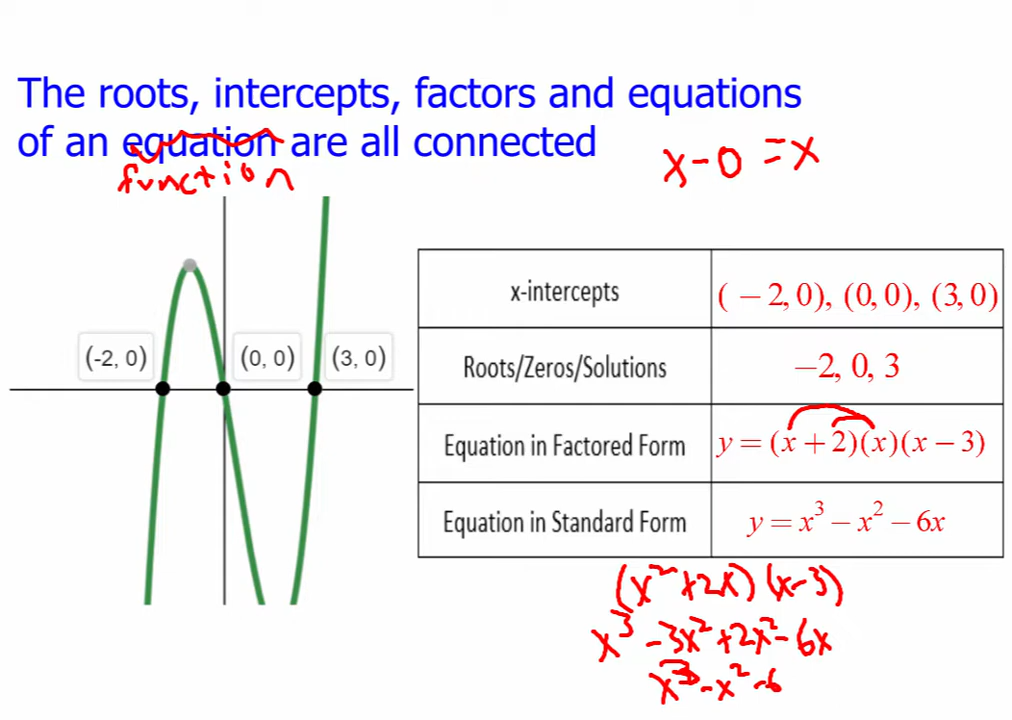 The roots, intercepts, factors and equations
of an equation are all connected
x-0 =x
function
x-intercepts
(−2,0), (0,0), (3,0)
(-2, 0)
(0, 0)
(3, 0)
Roots/Zeros/Solutions
−2, 0, 3
Equation in Factored Form
y = (x + 2)(x)(x − 3)
Equation in Standard Form
y = x³ − x² − 6x
(x²+2x)(x-3)
x³ -3x²+2x²-6x
x³-x²-6